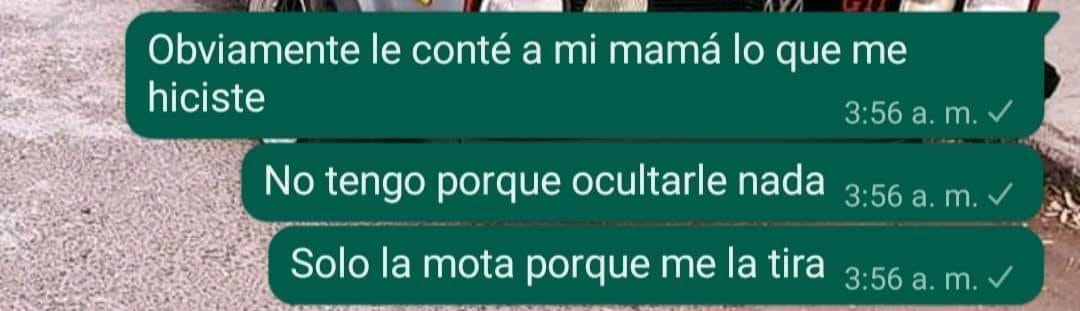 Obviamente le conté a mi mamá lo que me
hiciste
3:56 a. m.
No tengo porque ocultarle nada
3:56 a. m.
Solo la mota porque me la tira
3:56 a. m.